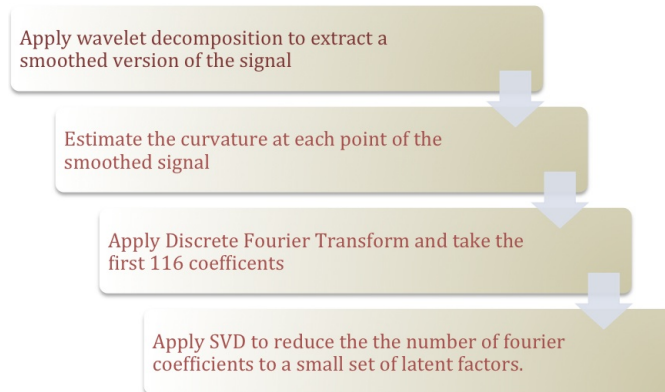 Apply wavelet decomposition to extract a
smoothed version of the signal
Estimate the curvature at each point of the
smoothed signal
Apply Discrete Fourier Transform and take the
first 116 coefficents
Apply SVD to reduce the the number of fourier
coefficients to a small set of latent factors.